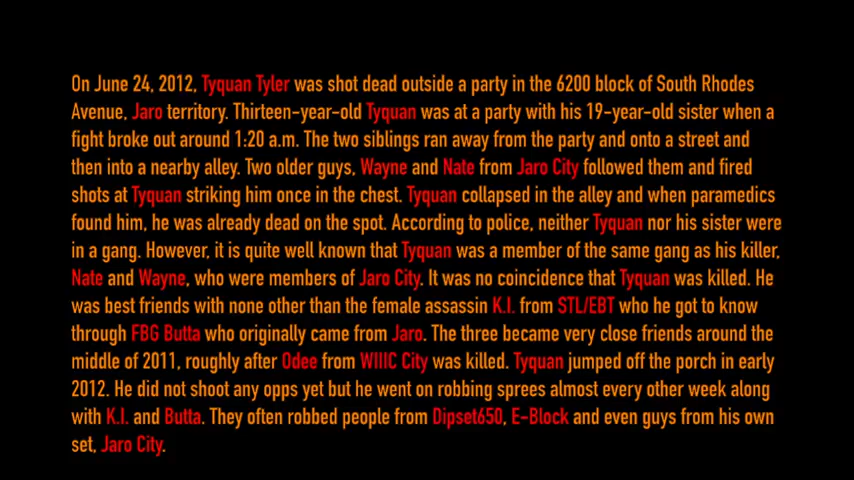 On June 24, 2012, Tyquan Tyler was shot dead outside a party in the 6200 block of South Rhodes
Avenue, Jaro territory. Thirteen-year-old Tyquan was at a party with his 19-year-old sister when a
fight broke out around 1:20 a.m. The two siblings ran away from the party and onto a street and
then into a nearby alley. Two older guys, Wayne and Nate from Jaro City followed them and fired
shots at Tyquan striking him once in the chest. Tyquan collapsed in the alley and when paramedics
found him, he was already dead on the spot. According to police, neither Tyquan nor his sister were
in a gang. However, it is quite well known that Tyquan was a member of the same gang as his killer,
Nate and Wayne, who were members of Jaro City. It was no coincidence that Tyquan was killed. He
was best friends with none other than the female assassin K.I. from STL/EBT who he got to know
through FBG Butta who originally came from Jaro. The three became very close friends around the
middle of 2011, roughly after Odee from WIIIC City was killed. Tyquan jumped off the porch in early
2012. He did not shoot any opps yet but he went on robbing sprees almost every other week along
with K.I. and Butta. They often robbed people from Dipset650, E-Block and even guys from his own
set, Jaro City.